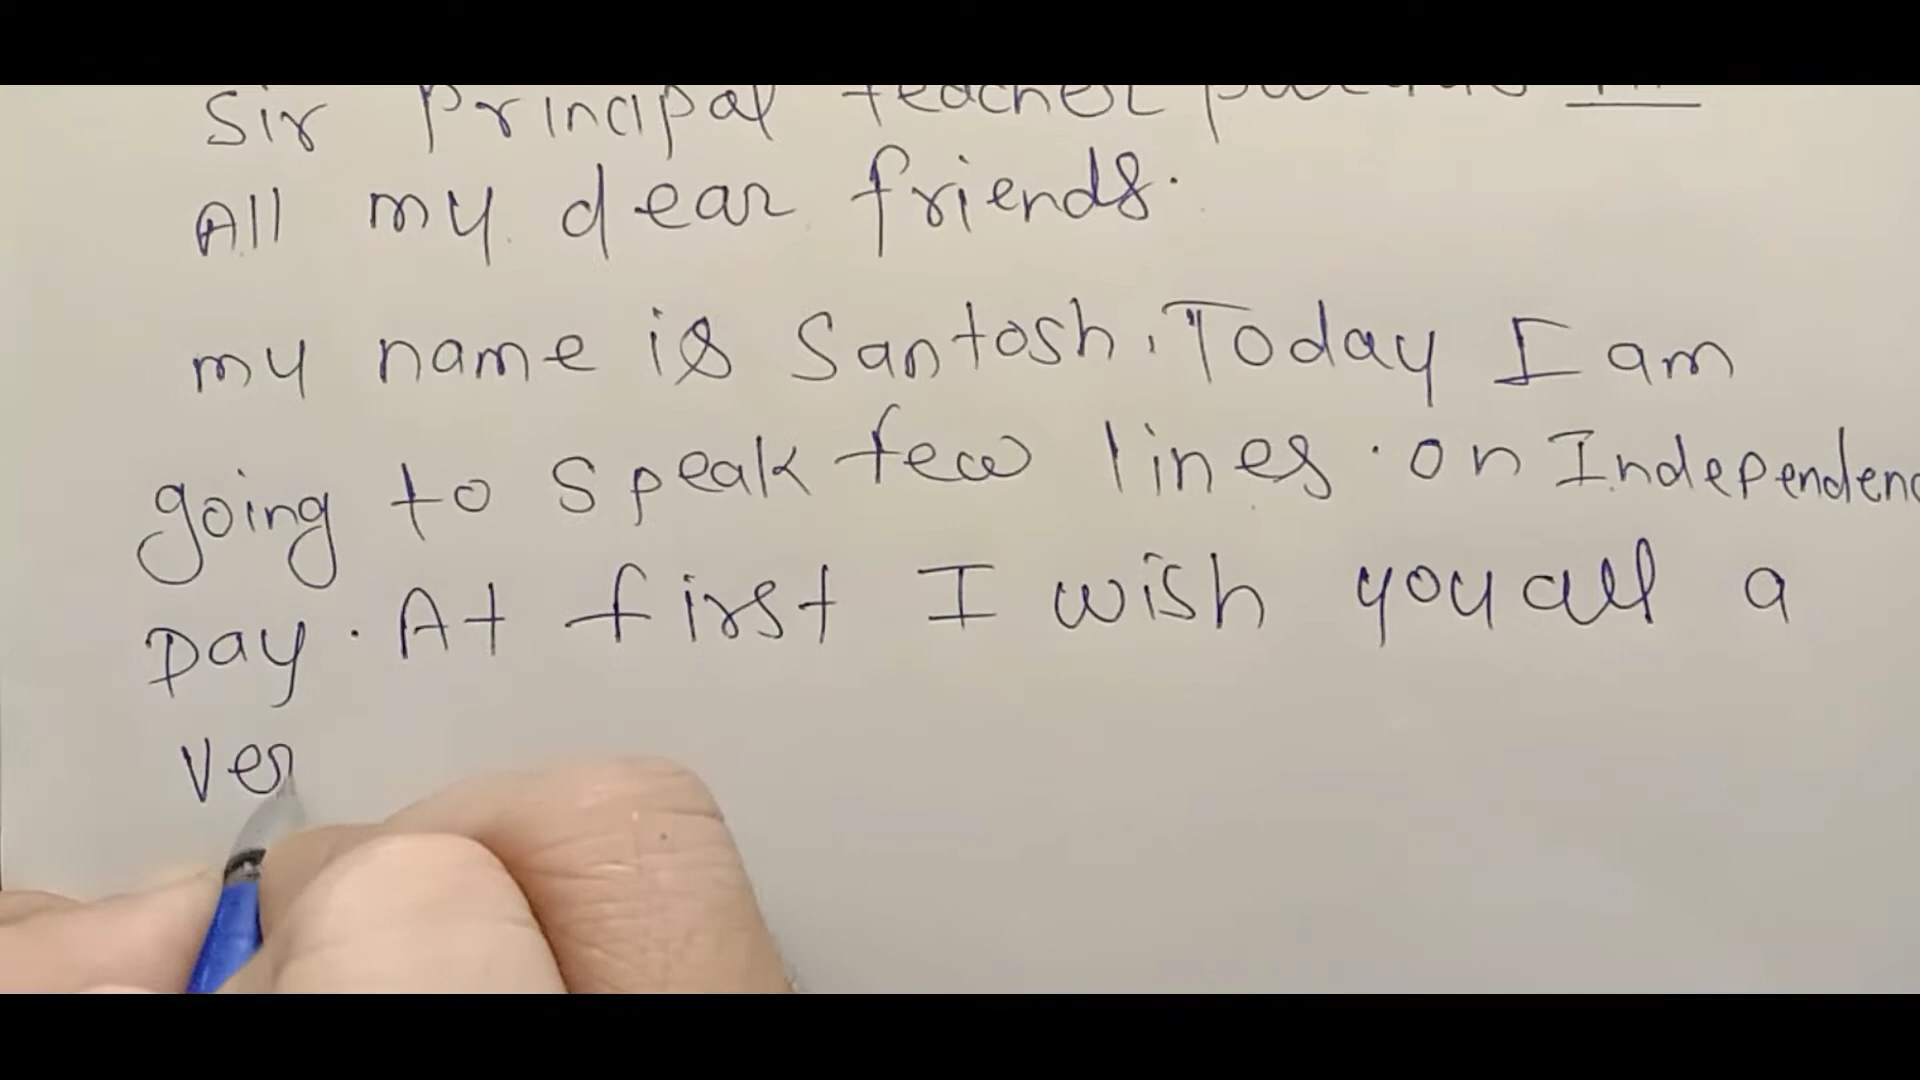 Sir Principal teacher
All my dear friends.
my name is Santosh. Today I am
going to speak few lines. on Independenc
Day. At first I wish you all a
ver